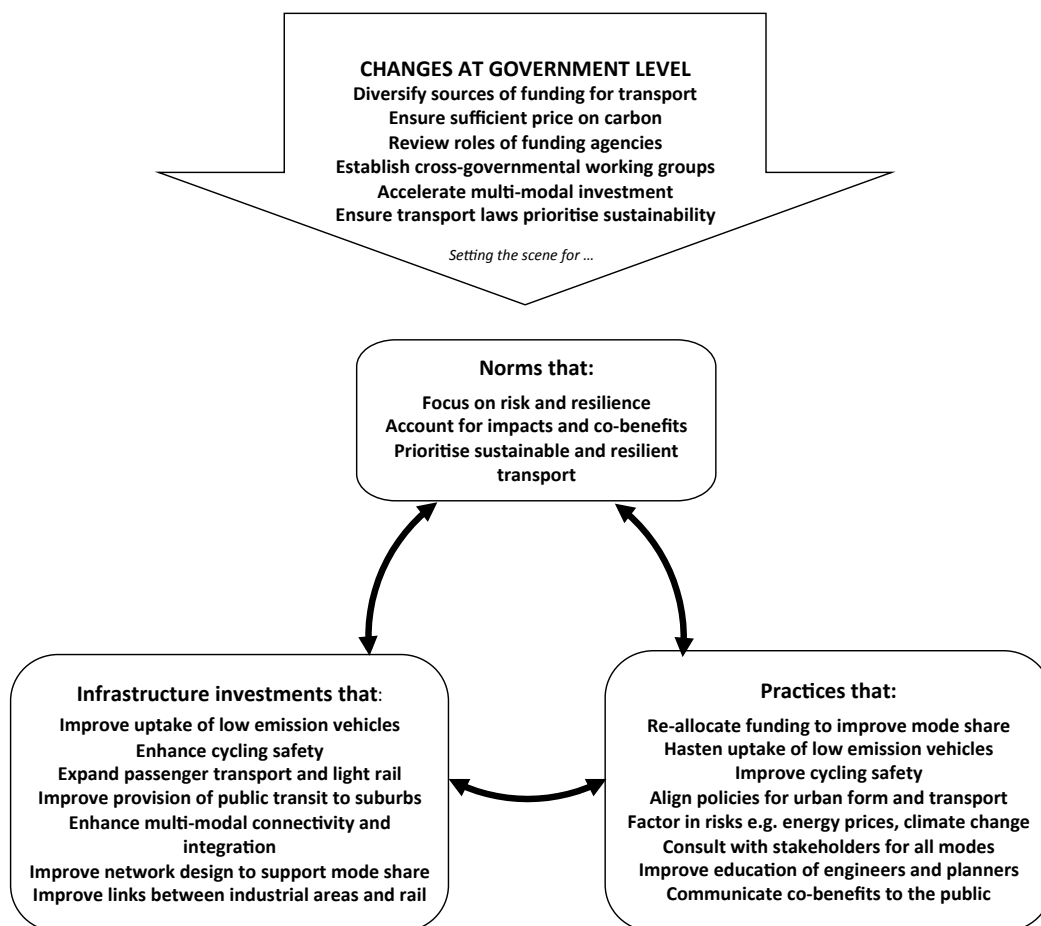 CHANGES AT GOVERNMENT LEVEL
Diversify sources of funding for transport
Ensure sufficient price on carbon
Review roles of funding agencies
Establish cross-governmental working groups
Accelerate multi-modal investment
Ensure transport laws prioritise sustainability
Setting the scene for ...
Norms that:
Focus on risk and resilience
Account for impacts and co-benefits
Prioritise sustainable and resilient
transport
Infrastructure investments that:
Improve uptake of low emission vehicles
Enhance cycling safety
Expand passenger transport and light rail
Improve provision of public transit to suburbs
Enhance multi-modal connectivity and
integration
Improve network design to support mode share
Improve links between industrial areas and rail
Practices that:
Re-allocate funding to improve mode share
Hasten uptake of low emission vehicles
Improve cycling safety
Align policies for urban form and transport
Factor in risks e.g. energy prices, climate change
Consult with stakeholders for all modes
Improve education of engineers and planners
Communicate co-benefits to the public